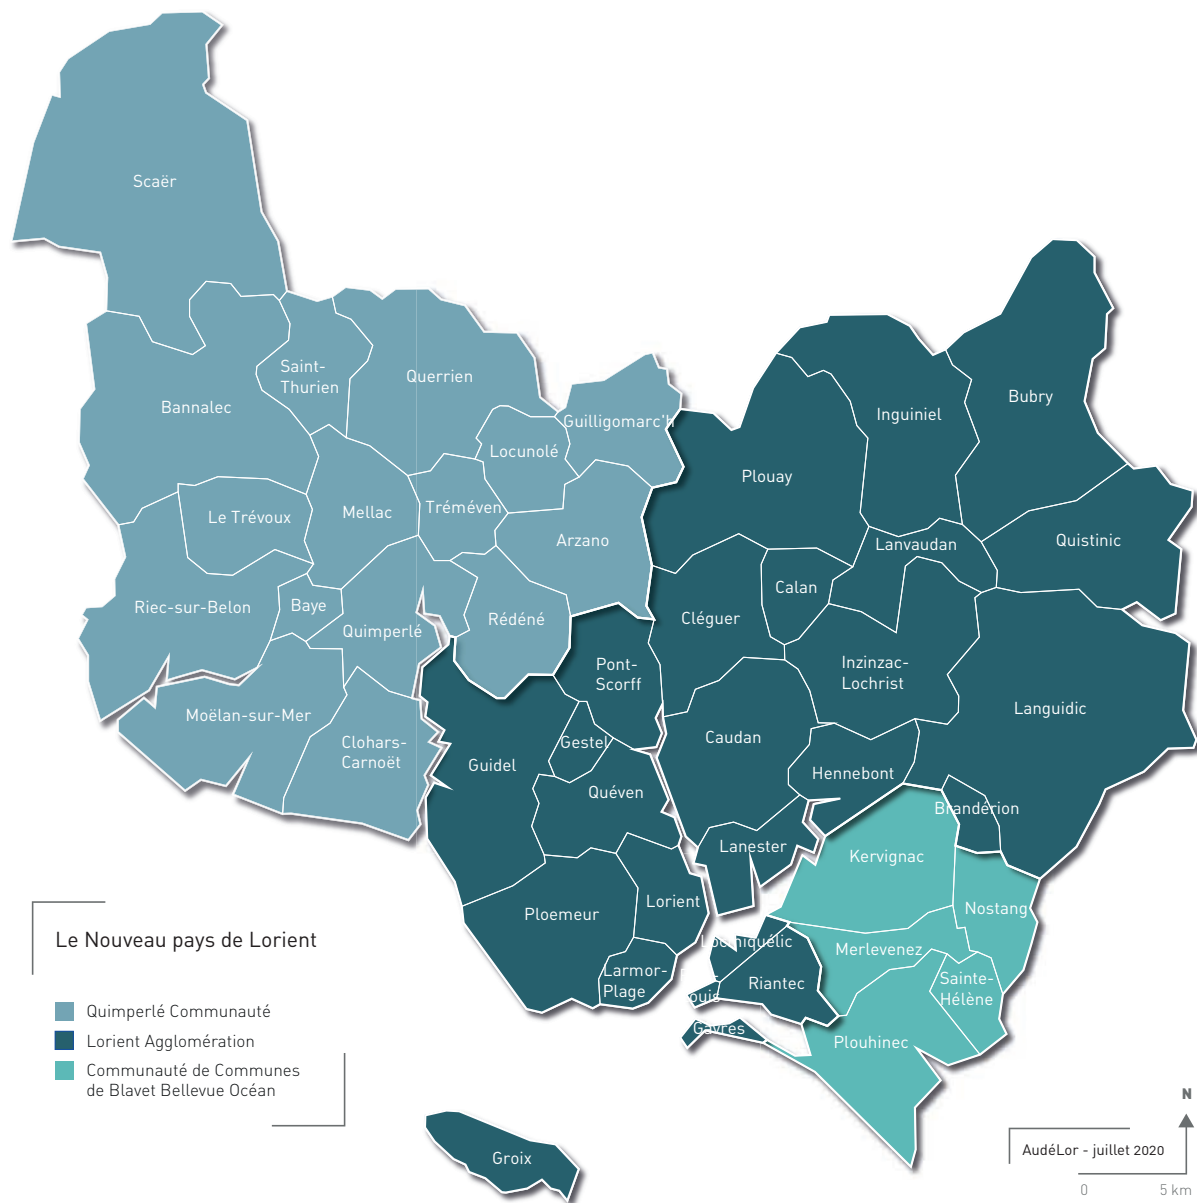 Scaër
Saint-
Thurien
Querrien
Bannalec
Guilligomarc'h
Locunolé
Inguiniel
Bubry
Plouay
Le Trévoux
Mellac
Tréméven
Arzano
Lanvaudan
Quistinic
Riec-sur-Belon
Baye
Quimperlé
Rédéné
Cléguer
Calan
Pont-
Scorff
Inzinzac-
Lochrist
Languidic
Moëlan-sur-Mer
Clohars-
Carnoët
Guidel
Gestel
Caudan
Hennebont
Quéven
Brandérion
Lanester
Kervignac
Ploemeur
Lorient
Nostang
Locmiquélic
Merlevenez
Larmor-
Plage
Riantec
Sainte-
Hélène
Gâvres
Plouhinec
Groix
Le Nouveau pays de Lorient
Quimperlé Communauté
Lorient Agglomération
Communauté de Communes
de Blavet Bellevue Océan
N
AudéLor - juillet 2020
0 5 km